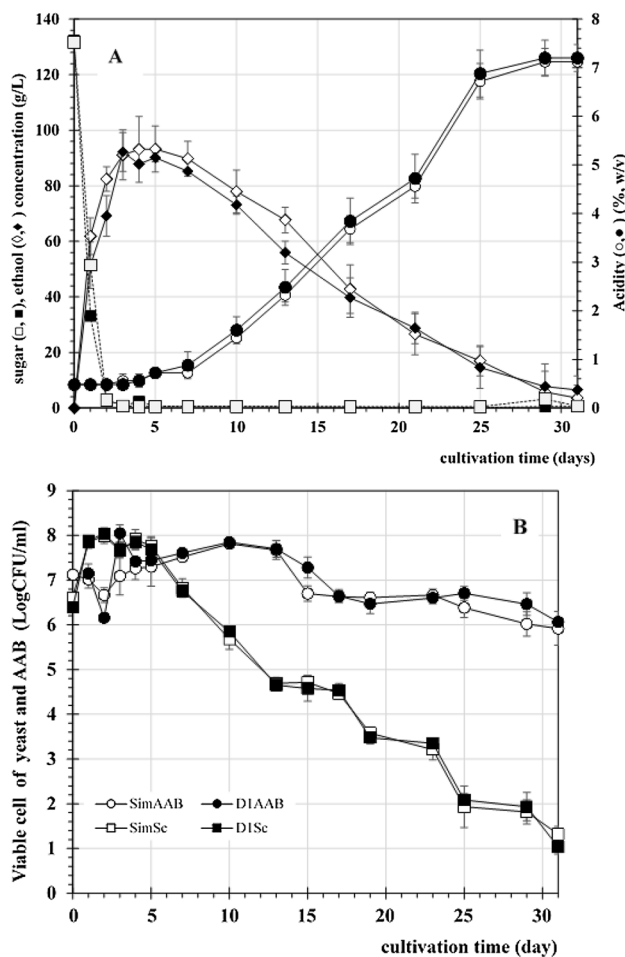 A
sugar (□, ■), ethaol (◊,♦) concentration (g/L)
140
120
100
80
60
40
20
0
8
7
6
5
4
3
2
1
0
Acidity (○,●) (%, w/v)
0 5 10 15 20 25 30
cultivation time (days)
B
Viable cell of yeast and AAB (LogCFU/ml)
9
8
7
6
5
4
3
2
1
0
SimAAB D1AAB
SimSc D1Sc
0 5 10 15 20 25 30
cultivation time (day)